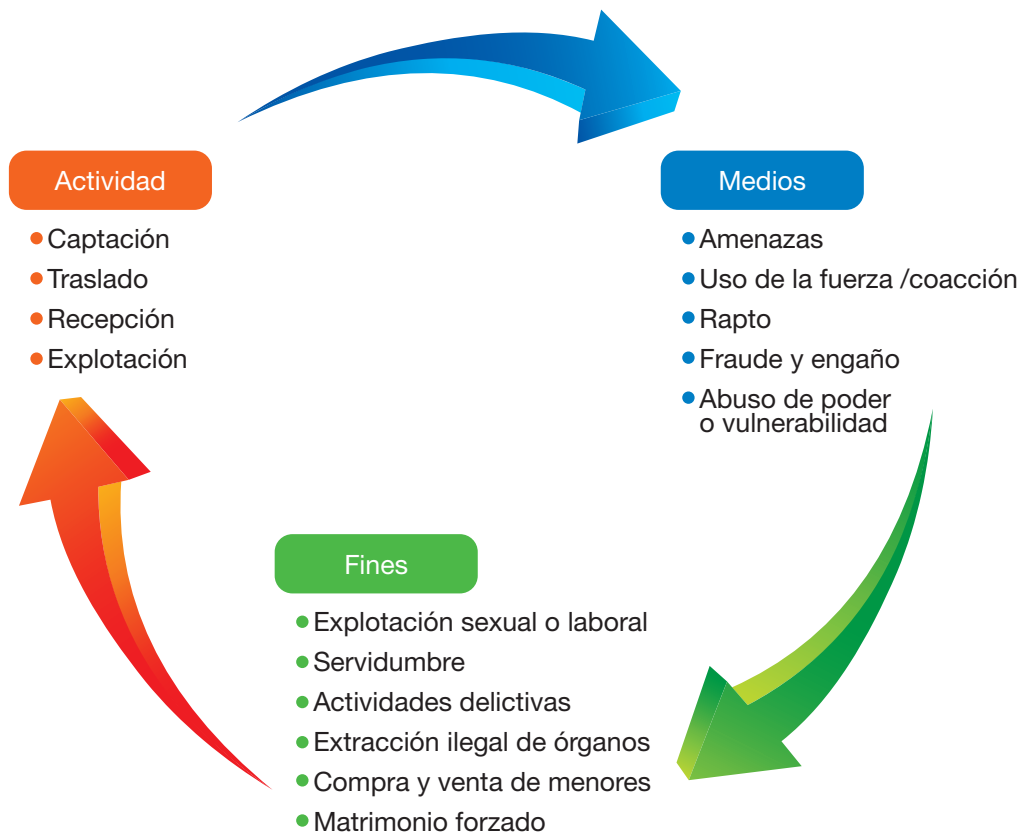 Actividad
Captación
Traslado
Recepción
Explotación
Medios
Amenazas
Uso de la fuerza /coacción
Rapto
Fraude y engaño
Abuso de poder
o vulnerabilidad
Fines
Explotación sexual o laboral
Servidumbre
Actividades delictivas
Extracción ilegal de órganos
Compra y venta de menores
Matrimonio forzado